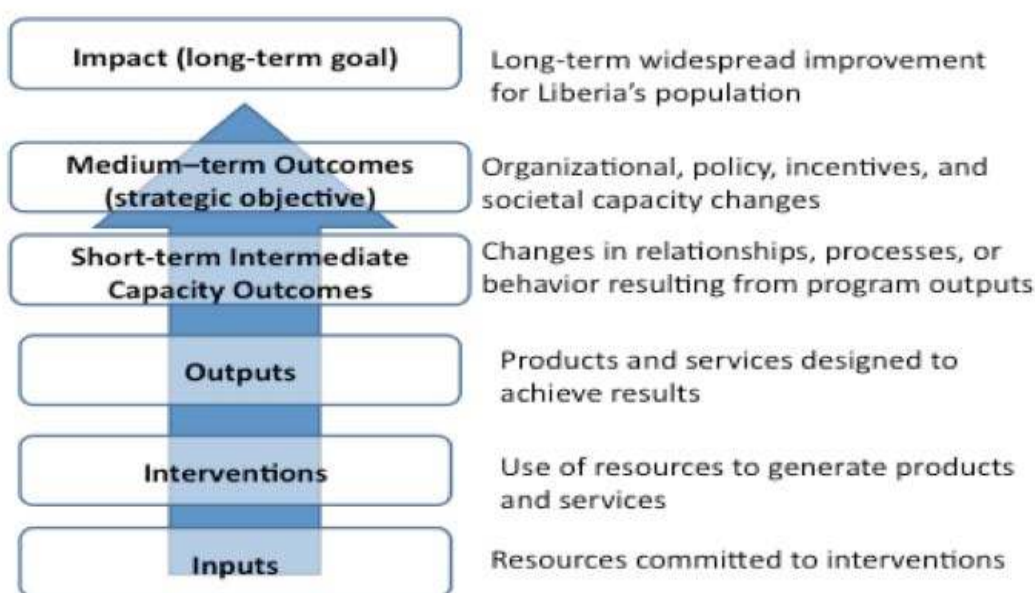 Impact (long-term goal)
Long-term widespread improvement
for Liberia's population
Medium–term Outcomes
(strategic objective)
Organizational, policy, incentives, and
societal capacity changes
Short-term Intermediate
Capacity Outcomes
Changes in relationships, processes, or
behavior resulting from program outputs
Outputs
Products and services designed to
achieve results
Interventions
Use of resources to generate products
and services
Inputs
Resources committed to interventions